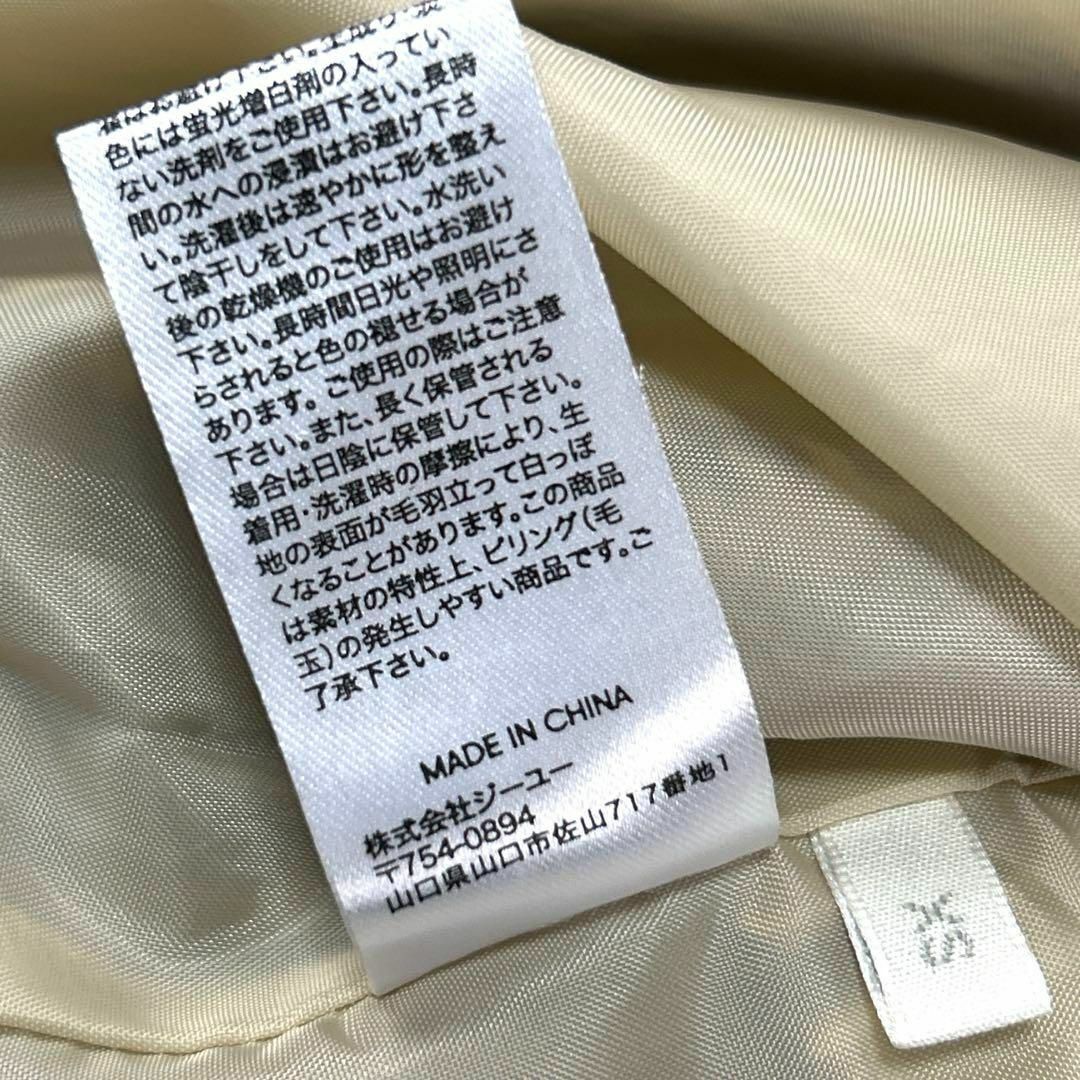 色には蛍光増白剤の入ってい
ない洗剤をご使用下さい。長時
間の水への浸漬はお避け下さ
い。洗濯後は速やかに形を整え
て陰干しをして下さい。水洗い
後の乾燥機のご使用はお避け
下さい。長時間日光や照明にさ
らされると色の褪せる場合が
あります。ご使用の際はご注意
下さい。また、長く保管される
場合は日陰に保管して下さい。
着用・洗濯時の摩擦により、生
地の表面が毛羽立って白っぽ
くなることがあります。この商品
は素材の特性上、ピリング(毛
玉)の発生しやすい商品です。ご
了承下さい。
MADE IN CHINA
株式会社ジーユー
〒754-0894
山口県山口市佐山717番地1